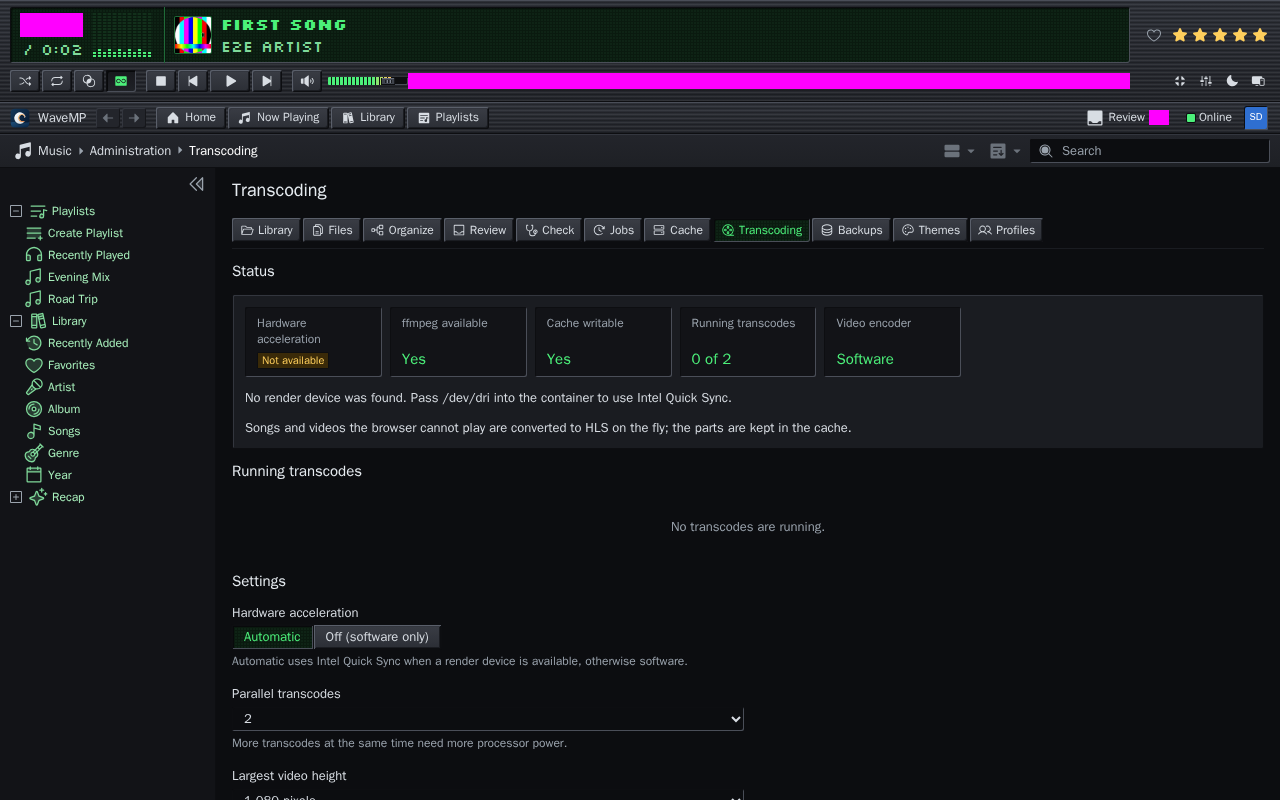 FIRST SONG
/ 0:02
E2E ARTIST
WaveMP
Home
Now Playing
Library
Playlists
Review
Online
SD
Music
Administration
Transcoding
Search
Playlists
Create Playlist
Recently Played
Evening Mix
Road Trip
Library
Recently Added
Favorites
Artist
Album
Songs
Genre
Year
Recap
Transcoding
Library
Files
Organize
Review
Check
Jobs
Cache
Transcoding
Backups
Themes
Profiles
Status
Hardware
acceleration
Not available
ffmpeg available
Yes
Cache writable
Yes
Running transcodes
0 of 2
Video encoder
Software
No render device was found. Pass /dev/dri into the container to use Intel Quick Sync.
Songs and videos the browser cannot play are converted to HLS on the fly; the parts are kept in the cache.
Running transcodes
No transcodes are running.
Settings
Hardware acceleration
Automatic
Off (software only)
Automatic uses Intel Quick Sync when a render device is available, otherwise software.
Parallel transcodes
2
More transcodes at the same time need more processor power.
Largest video height
1,080 pixels